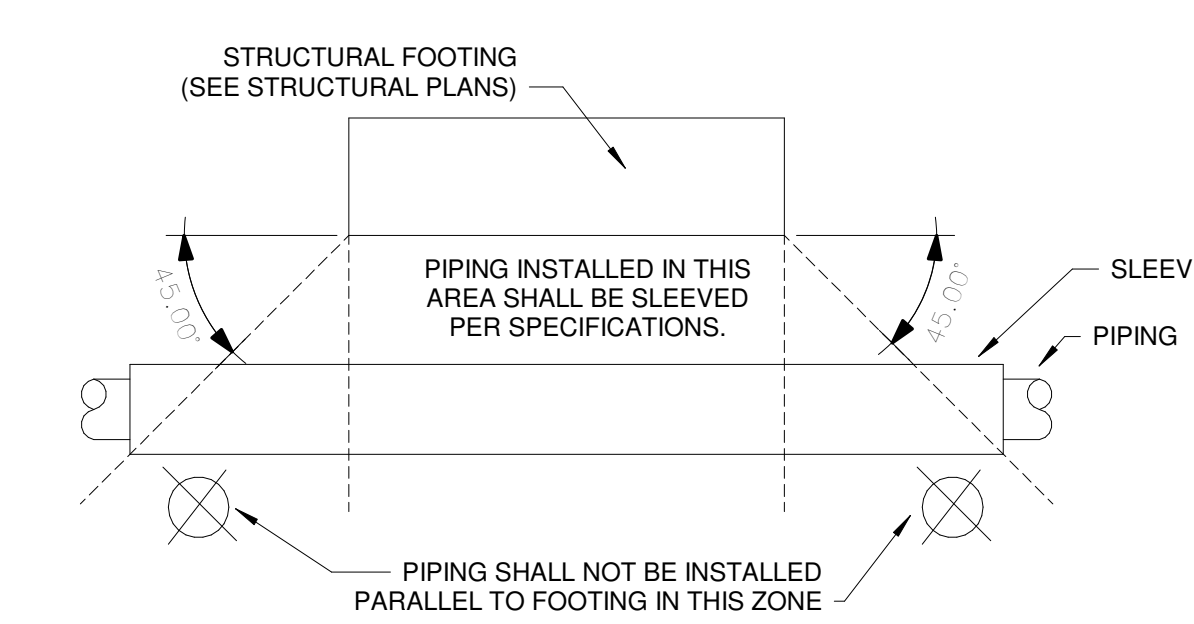 STRUCTURAL FOOTING
(SEE STRUCTURAL PLANS)
PIPING INSTALLED IN THIS
AREA SHALL BE SLEEVED
PER SPECIFICATIONS.
45.00°
45.00°
SLEEV
PIPING
PIPING SHALL NOT BE INSTALLED
PARALLEL TO FOOTING IN THIS ZONE